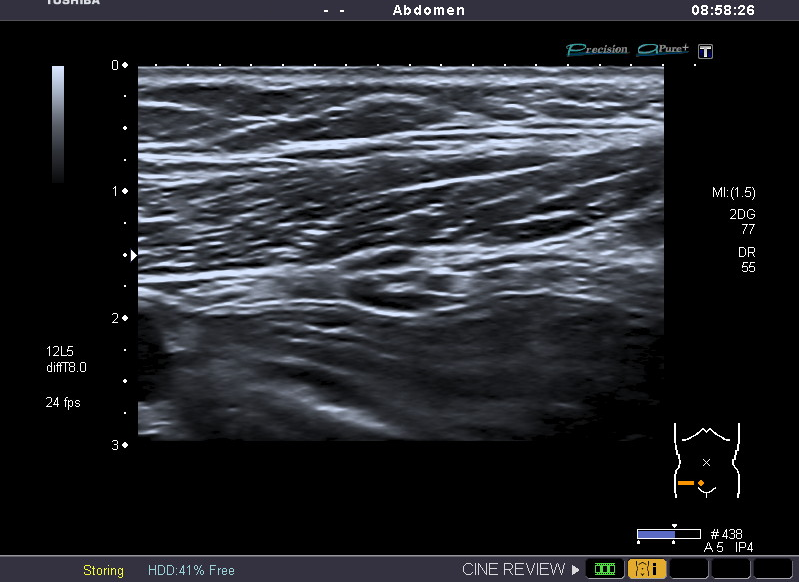 TOSHIBA
- - Abdomen 08:58:26
Precision APure+ T
0
1
2
3
MI:(1.5)
2DG
77
DR
55
12L5
diffT8.0
24 fps
#438
A 5 IP4
Storing HDD:41% Free CINE REVIEW
i